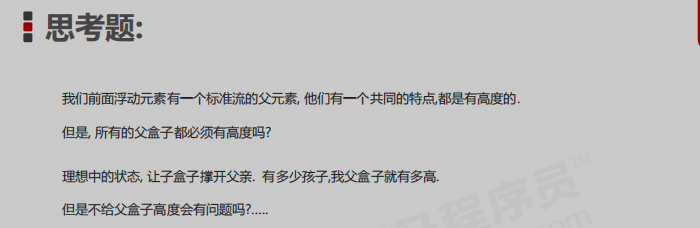 思考题:
我们前面浮动元素有一个标准流的父元素, 他们有一个共同的特点,都是有高度的.
但是, 所有的父盒子都必须有高度吗?
理想中的状态, 让子盒子撑开父亲. 有多少孩子,我父盒子就有多高.
但是不给父盒子高度会有问题吗?.....
程序员